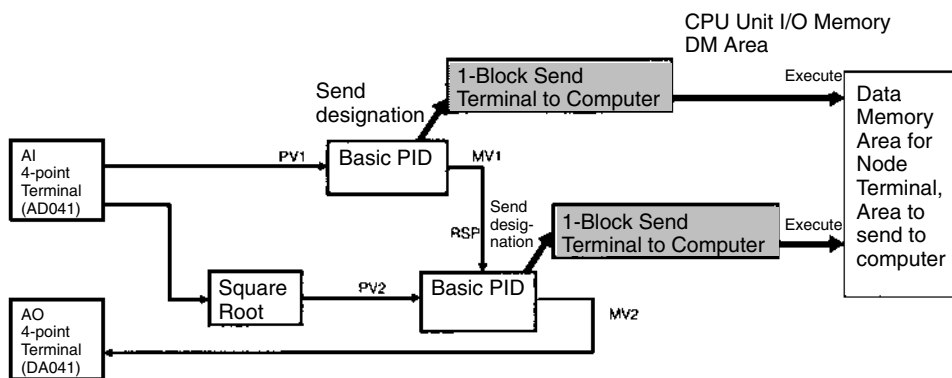 CPU Unit I/O Memory
DM Area
1-Block Send
Terminal to Computer
Execute
Send
designation
Data
Memory
Area for
Node
Terminal,
Area to
send to
computer
AI
4-point
Terminal
(AD041)
PV1
Basic PID
MV1
RSP
Send
desig-
nation
1-Block Send
Terminal to Computer
Execute
Square
Root
PV2
Basic PID
MV2
AO
4-point
Terminal
(DA041)